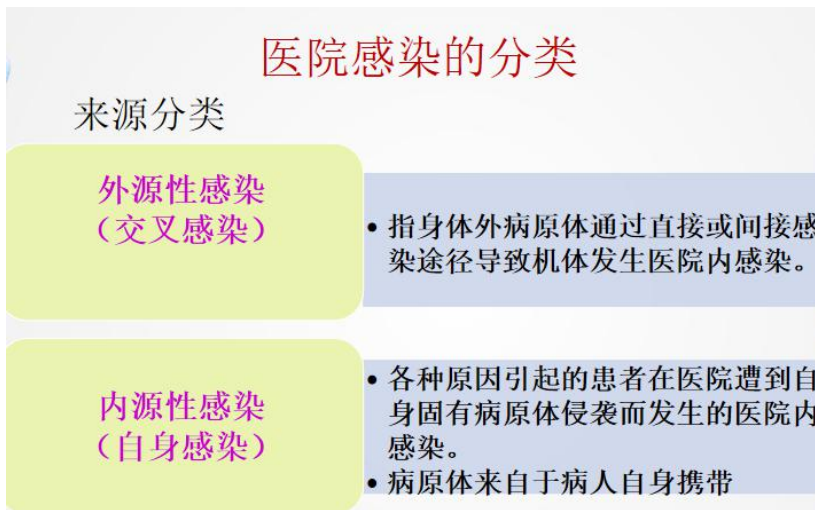 医院感染的分类
来源分类
外源性感染
（交叉感染）
• 指身体外病原体通过直接或间接感
染途径导致机体发生医院内感染。
内源性感染
（自身感染）
• 各种原因引起的患者在医院遭到自
身固有病原体侵袭而发生的医院内
感染。
• 病原体来自于病人自身携带